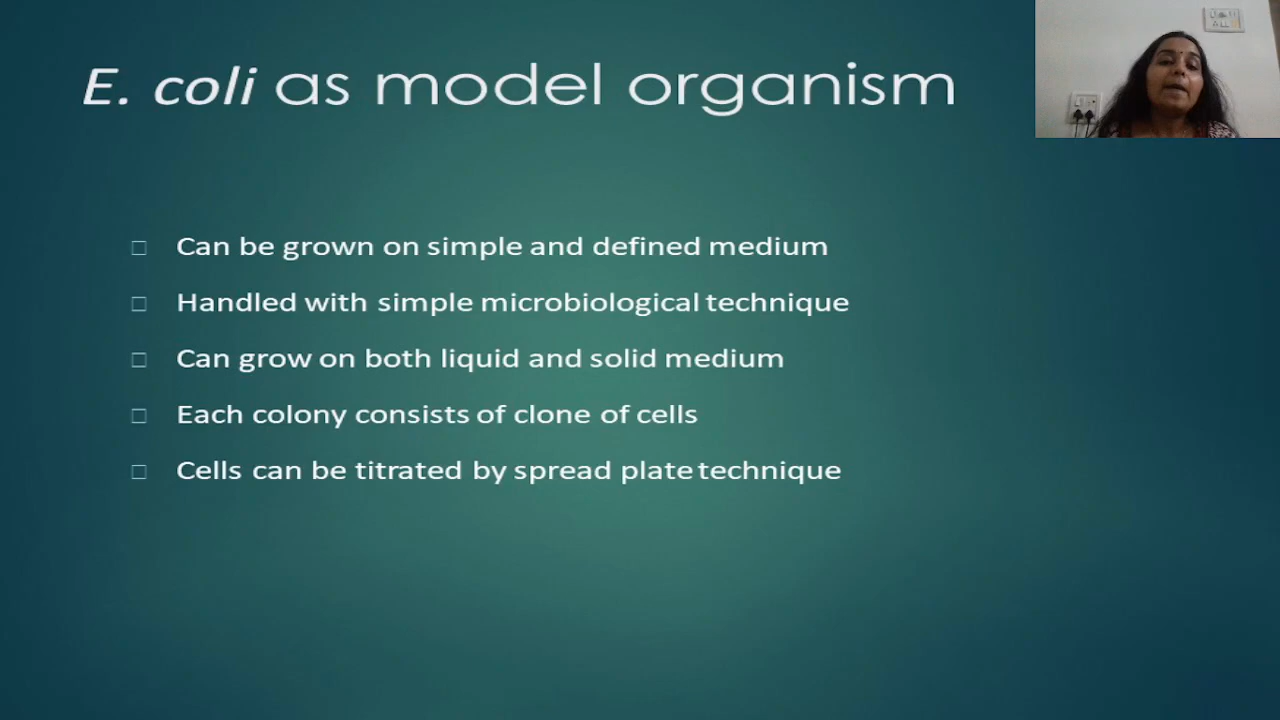 E. coli as model organism
Can be grown on simple and defined medium
Handled with simple microbiological technique
Can grow on both liquid and solid medium
Each colony consists of clone of cells
Cells can be titrated by spread plate technique